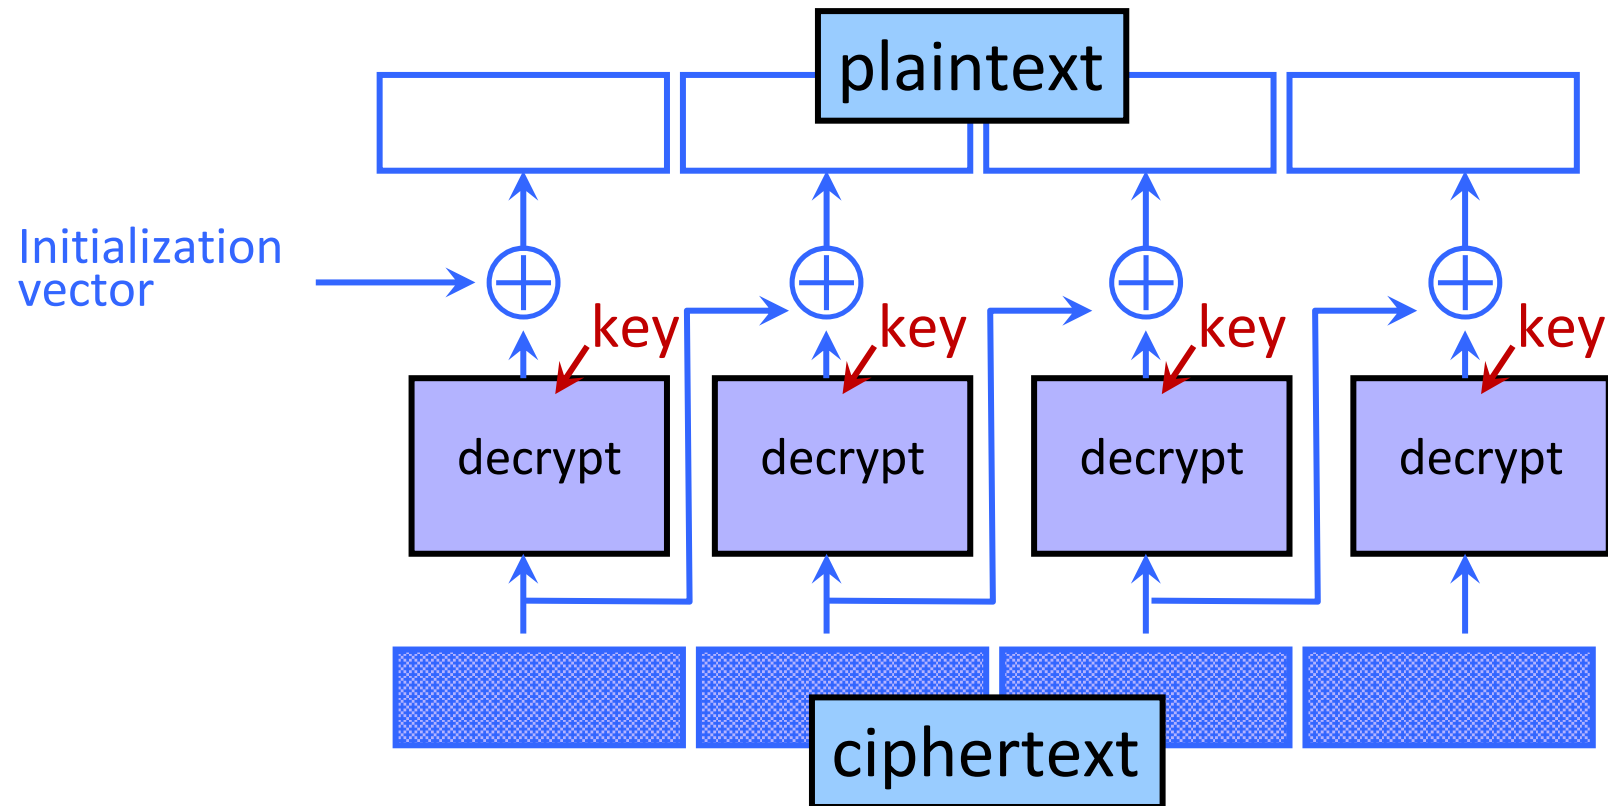 plaintext
Initialization
vector
key key key key
decrypt decrypt decrypt decrypt
ciphertext